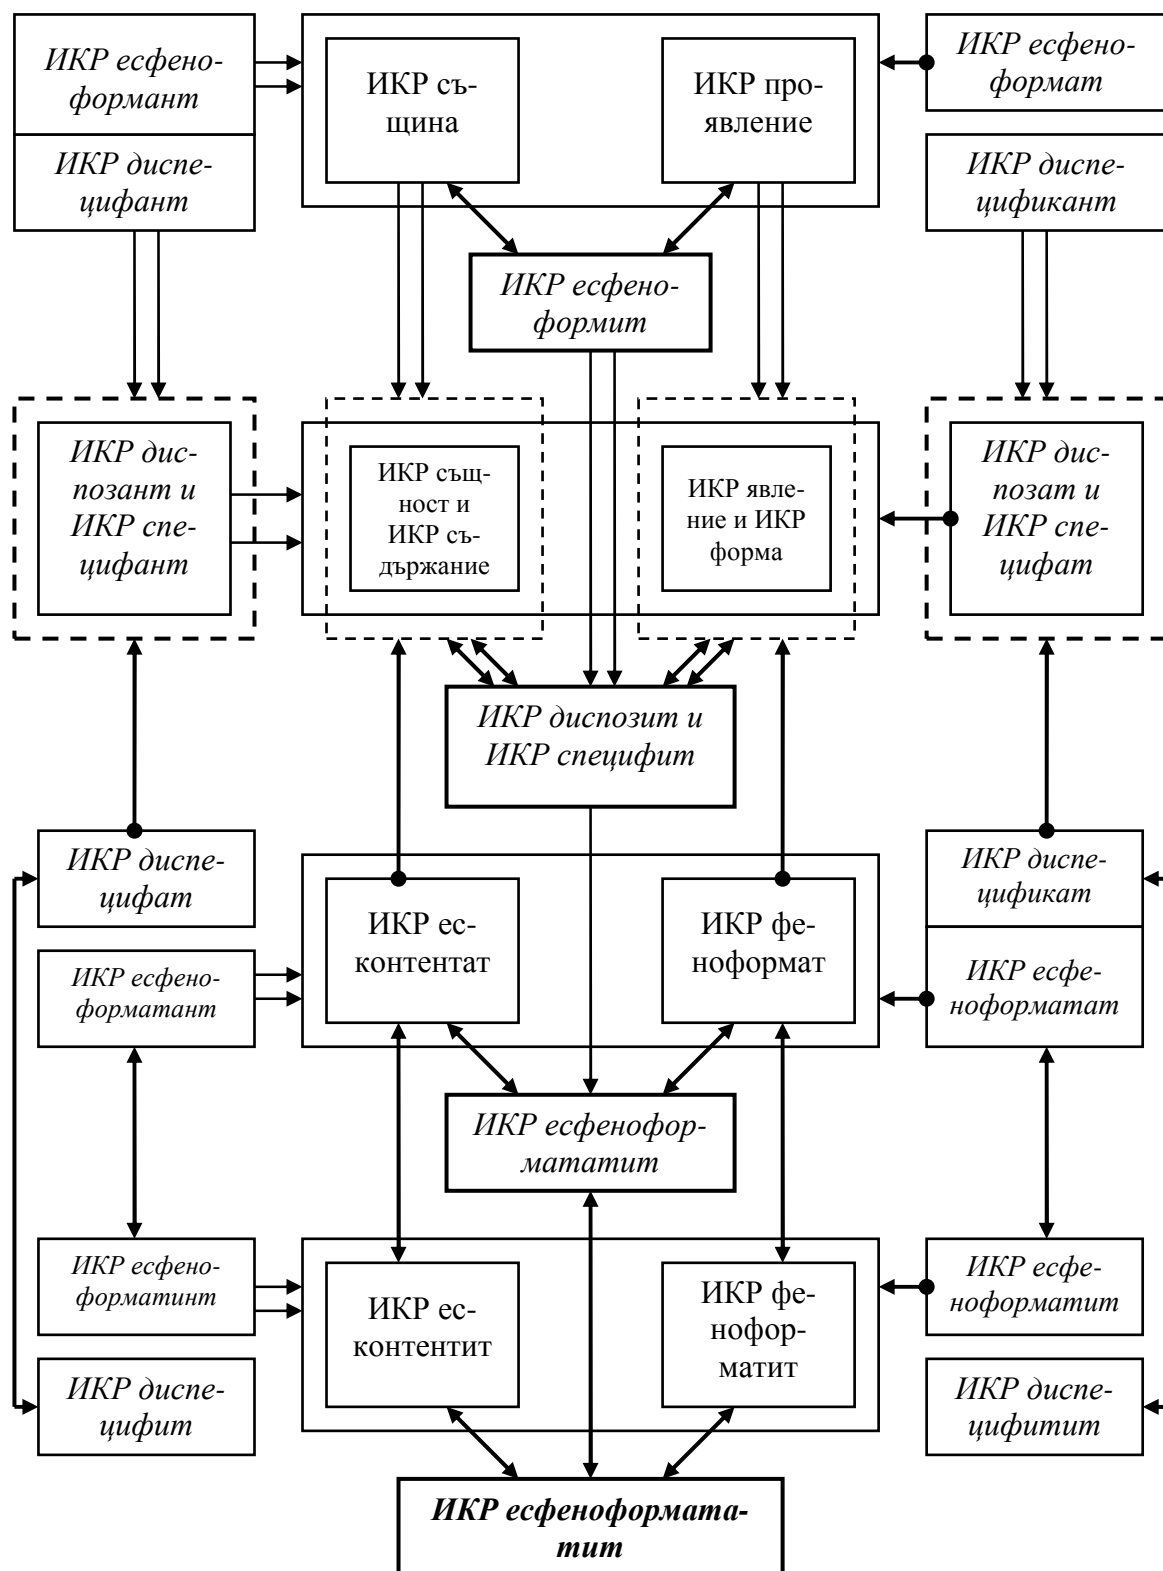 ИКР есфено-
формант
ИКР съ-
щина
ИКР про-
явление
ИКР есфено-
формат
ИКР диспе-
цифант
ИКР диспе-
цификант
ИКР есфено-
формит
ИКР дис-
позант и
ИКР спе-
цифант
ИКР същ-
ност и
ИКР съ-
държание
ИКР явле-
ние и ИКР
форма
ИКР дис-
позат и
ИКР спе-
цифат
ИКР диспозит и
ИКР специфит
ИКР диспе-
цифат
ИКР ес-
контентат
ИКР фе-
ноформат
ИКР диспе-
цификат
ИКР есфено-
форматант
ИКР есфе-
ноформатат
ИКР есфенофор-
мататит
ИКР есфено-
форматинт
ИКР ес-
контентит
ИКР фе-
нофор-
матит
ИКР есфе-
ноформатит
ИКР диспе-
цифит
ИКР диспе-
цифитит
ИКР есфеноформата-
тит